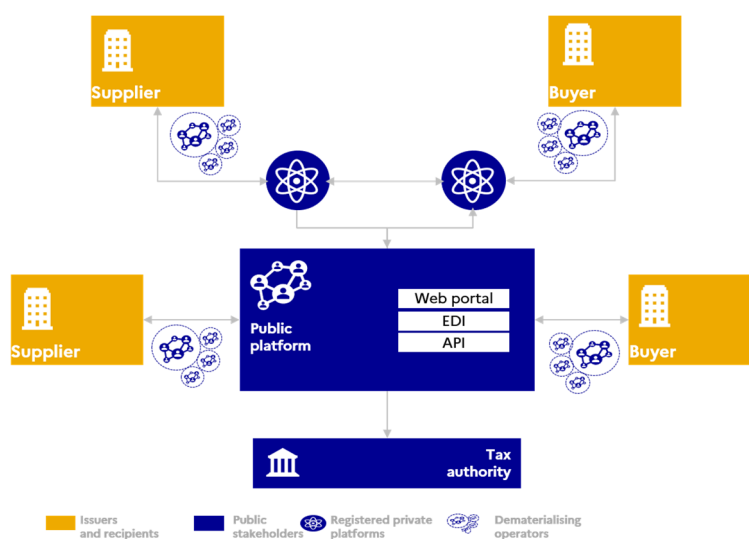 Supplier
Buyer
Web portal
EDI
API
Public
platform
Supplier
Buyer
Tax
authority
Issuers
and recipients
Public
stakeholders
Registered private
platforms
Dematerialising
operators